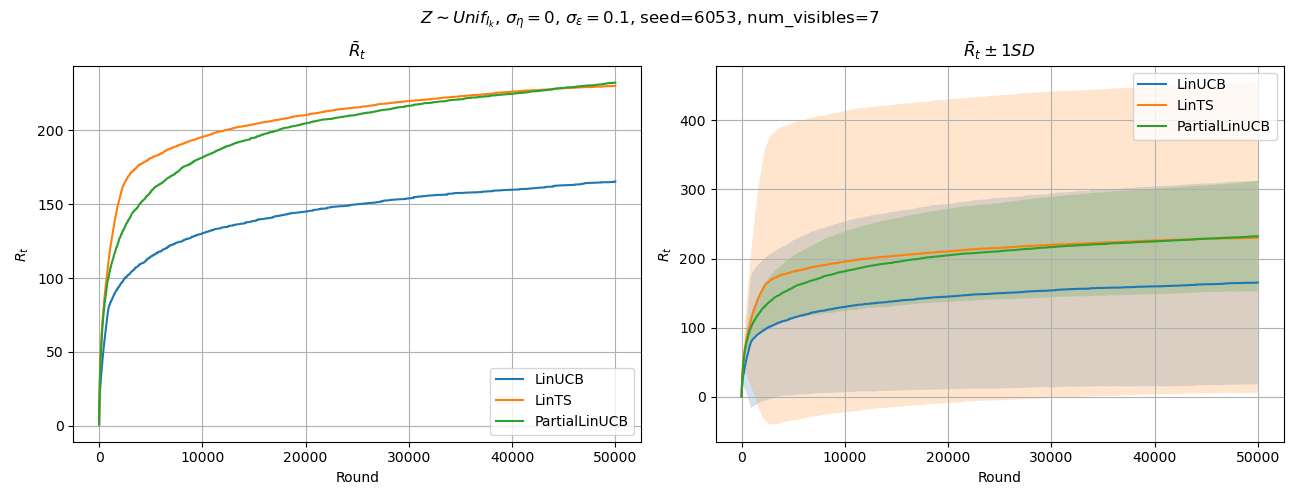 Z ∼ Unif_{I_k}, σ_η = 0, σ_ε = 0.1, seed=6053, num_visibles=7
R̄_t
200
150
100
50
0
R_t
LinUCB
LinTS
PartialLinUCB
0 10000 20000 30000 40000 50000
Round
R̄_t ± 1SD
400
300
200
100
0
R_t
LinUCB
LinTS
PartialLinUCB
0 10000 20000 30000 40000 50000
Round